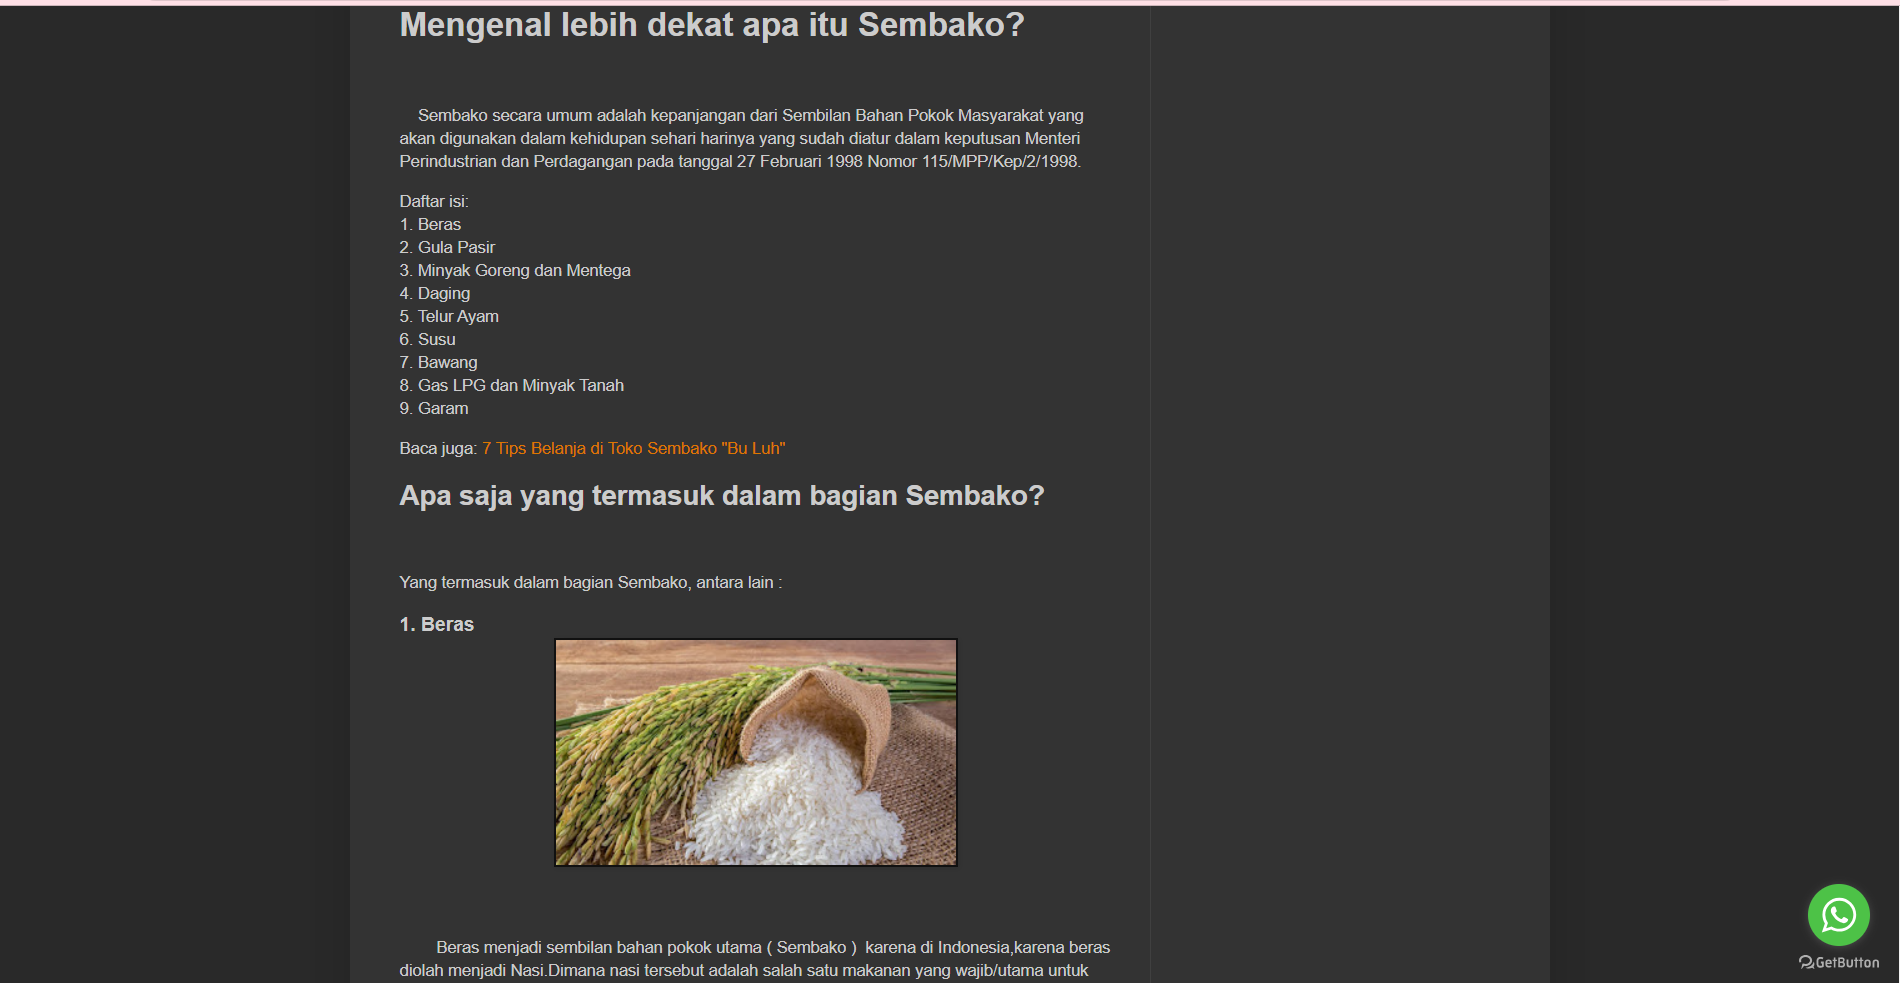 Mengenal lebih dekat apa itu Sembako?
Sembako secara umum adalah kepanjangan dari Sembilan Bahan Pokok Masyarakat yang
akan digunakan dalam kehidupan sehari harinya yang sudah diatur dalam keputusan Menteri
Perindustrian dan Perdagangan pada tanggal 27 Februari 1998 Nomor 115/MPP/Kep/2/1998.
Daftar isi:
1. Beras
2. Gula Pasir
3. Minyak Goreng dan Mentega
4. Daging
5. Telur Ayam
6. Susu
7. Bawang
8. Gas LPG dan Minyak Tanah
9. Garam
Baca juga: 7 Tips Belanja di Toko Sembako "Bu Luh"
Apa saja yang termasuk dalam bagian Sembako?
Yang termasuk dalam bagian Sembako, antara lain :
1. Beras
Beras menjadi sembilan bahan pokok utama ( Sembako )  karena di Indonesia,karena beras
diolah menjadi Nasi.Dimana nasi tersebut adalah salah satu makanan yang wajib/utama untuk
GetButton